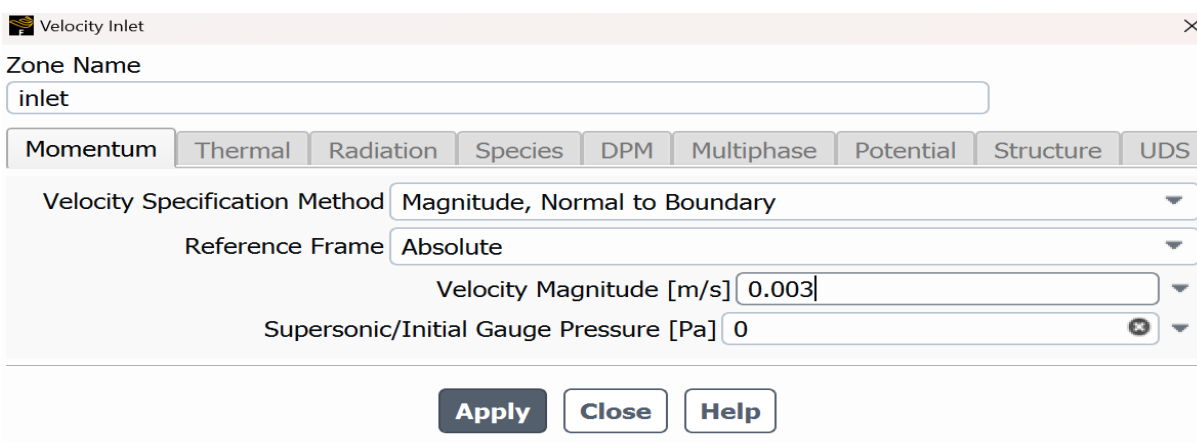 Velocity Inlet
Zone Name
inlet
Momentum Thermal Radiation Species DPM Multiphase Potential Structure UDS
Velocity Specification Method Magnitude, Normal to Boundary
Reference Frame Absolute
Velocity Magnitude [m/s] 0.003
Supersonic/Initial Gauge Pressure [Pa] 0
Apply Close Help